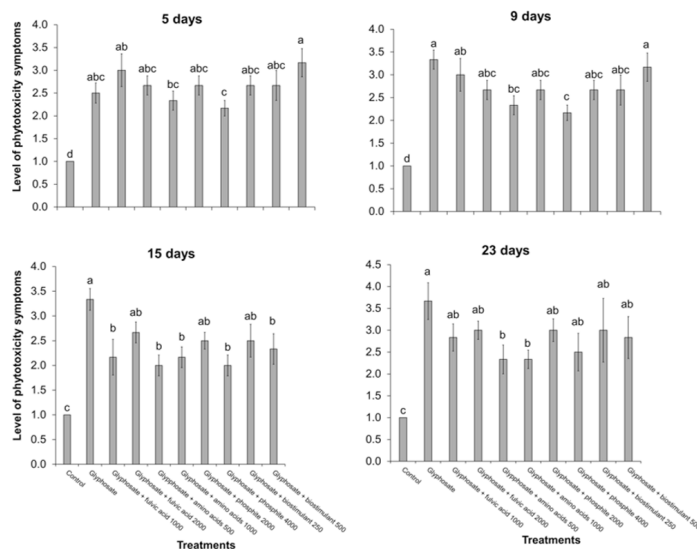 5 days
Level of phytotoxicity symptoms
4.0
3.5
3.0
2.5
2.0
1.5
1.0
0.5
0.0
d
abc
ab
abc
bc
abc
c
abc
abc
a
9 days
4.0
3.5
3.0
2.5
2.0
1.5
1.0
0.5
0.0
d
a
ab
abc
bc
abc
c
abc
abc
a
15 days
Level of phytotoxicity symptoms
4.0
3.5
3.0
2.5
2.0
1.5
1.0
0.5
0.0
c
a
b
ab
b
b
ab
b
ab
b
Control
Glyphosate
Glyphosate + fulvic acid 1000
Glyphosate + fulvic acid 2000
Glyphosate + amino acids 500
Glyphosate + amino acids 1000
Glyphosate + phosphite 2000
Glyphosate + phosphite 4000
Glyphosate + biostimulant 250
Glyphosate + biostimulant 500
Treatments
23 days
4.5
4.0
3.5
3.0
2.5
2.0
1.5
1.0
0.5
0.0
c
a
ab
ab
b
b
ab
ab
ab
ab
Control
Glyphosate
Glyphosate + fulvic acid 1000
Glyphosate + fulvic acid 2000
Glyphosate + amino acids 500
Glyphosate + amino acids 1000
Glyphosate + phosphite 2000
Glyphosate + phosphite 4000
Glyphosate + biostimulant 250
Glyphosate + biostimulant 500
Treatments